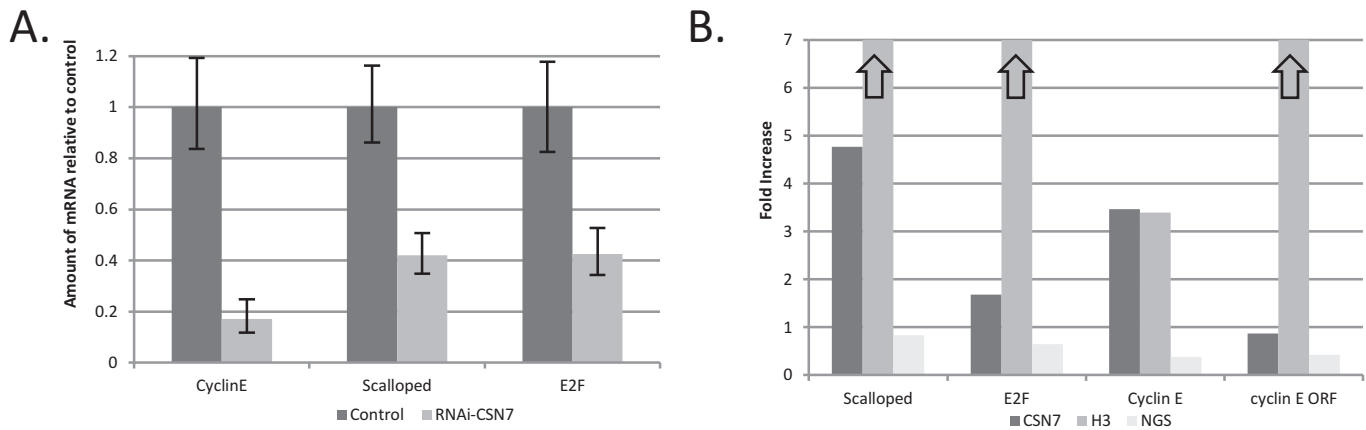 A.
Amount of mRNA relative to control
1.2
1
0.8
0.6
0.4
0.2
0
CyclinE Scalloped E2F
Control RNAi-CSN7
B.
Fold Increase
7
6
5
4
3
2
1
0
Scalloped E2F Cyclin E cyclin E ORF
CSN7 H3 NGS